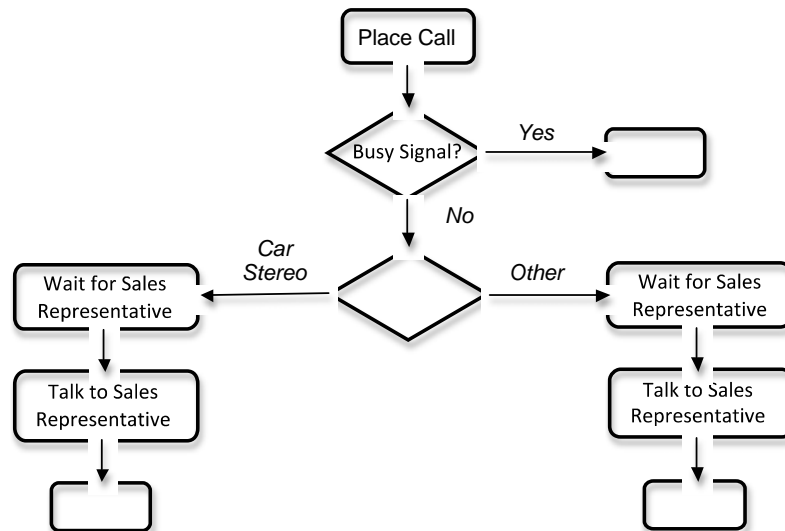 Place Call
Busy Signal?
Yes
No
Car
Stereo
Other
Wait for Sales
Representative
Wait for Sales
Representative
Talk to Sales
Representative
Talk to Sales
Representative